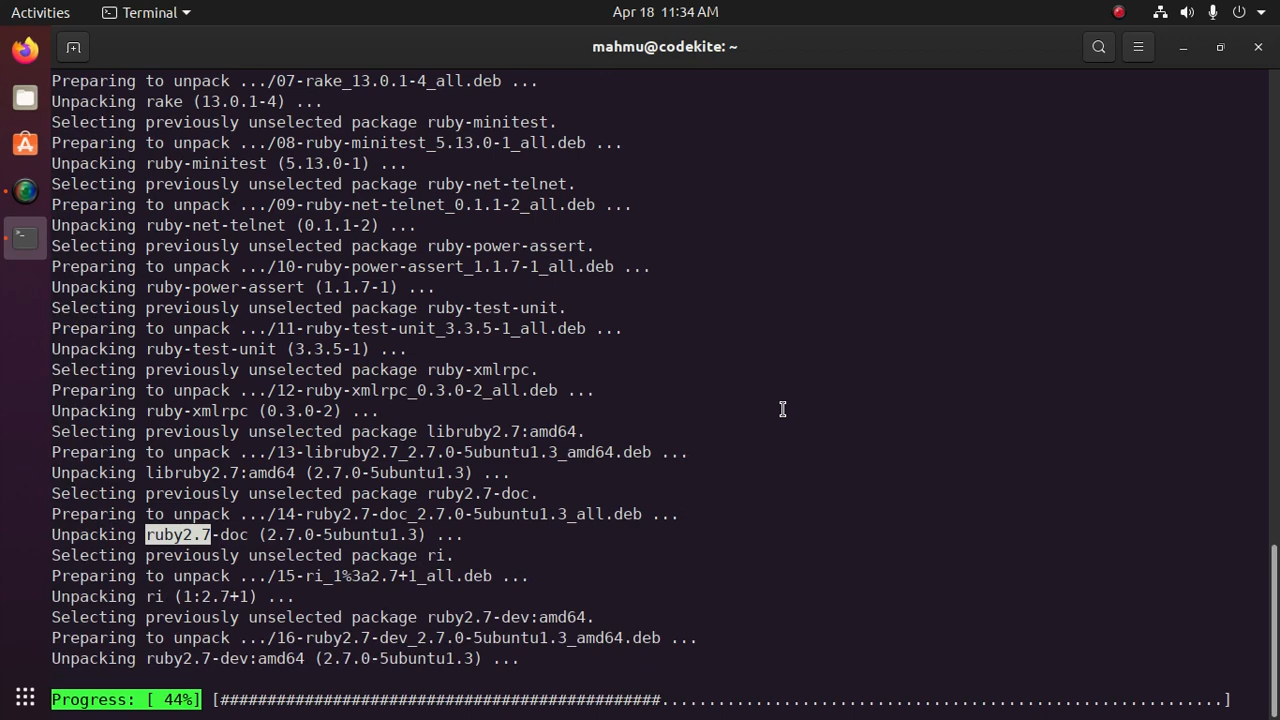 Activities
Terminal
Apr 18 11:34 AM
mahmu@codekite: ~
Preparing to unpack .../07-rake_13.0.1-4_all.deb ...
Unpacking rake (13.0.1-4) ...
Selecting previously unselected package ruby-minitest.
Preparing to unpack .../08-ruby-minitest_5.13.0-1_all.deb ...
Unpacking ruby-minitest (5.13.0-1) ...
Selecting previously unselected package ruby-net-telnet.
Preparing to unpack .../09-ruby-net-telnet_0.1.1-2_all.deb ...
Unpacking ruby-net-telnet (0.1.1-2) ...
Selecting previously unselected package ruby-power-assert.
Preparing to unpack .../10-ruby-power-assert_1.1.7-1_all.deb ...
Unpacking ruby-power-assert (1.1.7-1) ...
Selecting previously unselected package ruby-test-unit.
Preparing to unpack .../11-ruby-test-unit_3.3.5-1_all.deb ...
Unpacking ruby-test-unit (3.3.5-1) ...
Selecting previously unselected package ruby-xmlrpc.
Preparing to unpack .../12-ruby-xmlrpc_0.3.0-2_all.deb ...
Unpacking ruby-xmlrpc (0.3.0-2) ...
Selecting previously unselected package libruby2.7:amd64.
Preparing to unpack .../13-libruby2.7_2.7.0-5ubuntu1.3_amd64.deb ...
Unpacking libruby2.7:amd64 (2.7.0-5ubuntu1.3) ...
Selecting previously unselected package ruby2.7-doc.
Preparing to unpack .../14-ruby2.7-doc_2.7.0-5ubuntu1.3_all.deb ...
Unpacking ruby2.7-doc (2.7.0-5ubuntu1.3) ...
Selecting previously unselected package ri.
Preparing to unpack .../15-ri_1%3a2.7+1_all.deb ...
Unpacking ri (1:2.7+1) ...
Selecting previously unselected package ruby2.7-dev:amd64.
Preparing to unpack .../16-ruby2.7-dev_2.7.0-5ubuntu1.3_amd64.deb ...
Unpacking ruby2.7-dev:amd64 (2.7.0-5ubuntu1.3) ...
Progress: [ 44%] [###############################################............................................................]